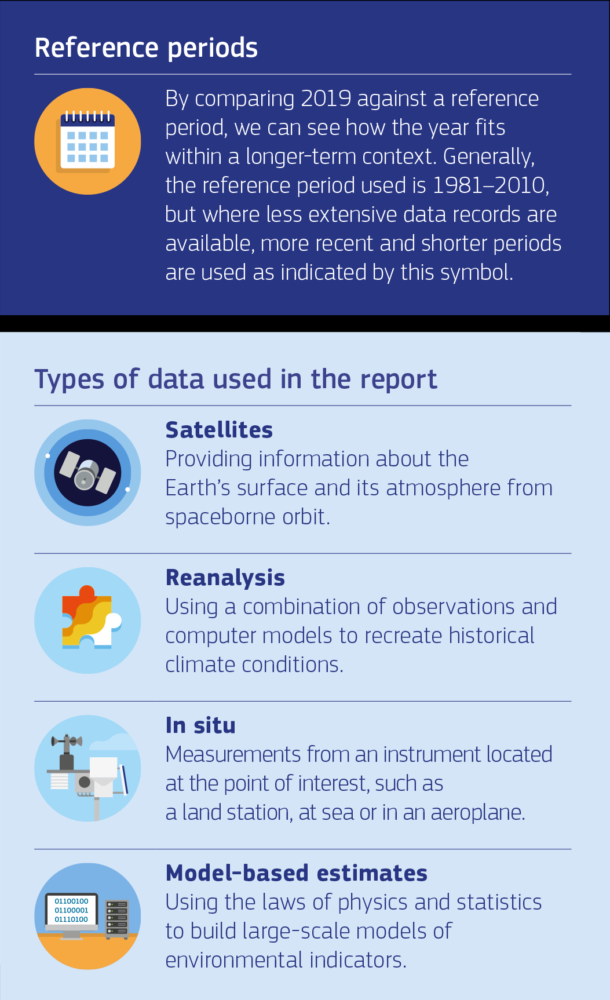 Reference periods
By comparing 2019 against a reference
period, we can see how the year fits
within a longer-term context. Generally,
the reference period used is 1981–2010,
but where less extensive data records are
available, more recent and shorter periods
are used as indicated by this symbol.
Types of data used in the report
Satellites
Providing information about the
Earth’s surface and its atmosphere from
spaceborne orbit.
Reanalysis
Using a combination of observations and
computer models to recreate historical
climate conditions.
In situ
Measurements from an instrument located
at the point of interest, such as
a land station, at sea or in an aeroplane.
Model-based estimates
Using the laws of physics and statistics
to build large-scale models of
environmental indicators.
01100100
01100001
01110100